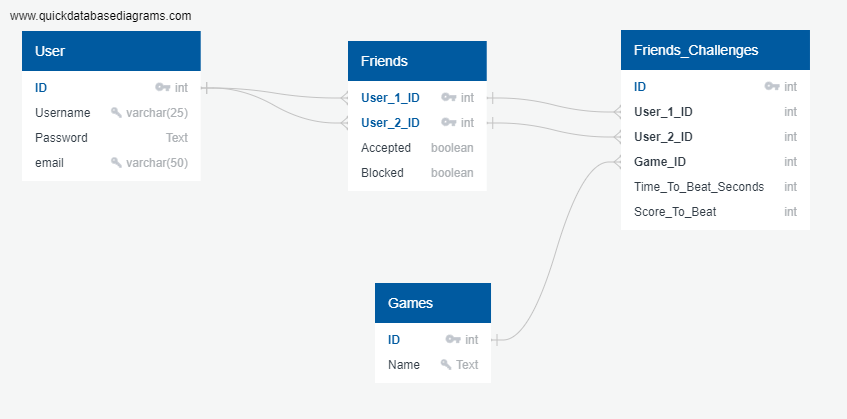 www.quickdatabasediagrams.com
User
ID int
Username varchar(25)
Password Text
email varchar(50)
Friends
User_1_ID int
User_2_ID int
Accepted boolean
Blocked boolean
Friends_Challenges
ID int
User_1_ID int
User_2_ID int
Game_ID int
Time_To_Beat_Seconds int
Score_To_Beat int
Games
ID int
Name Text